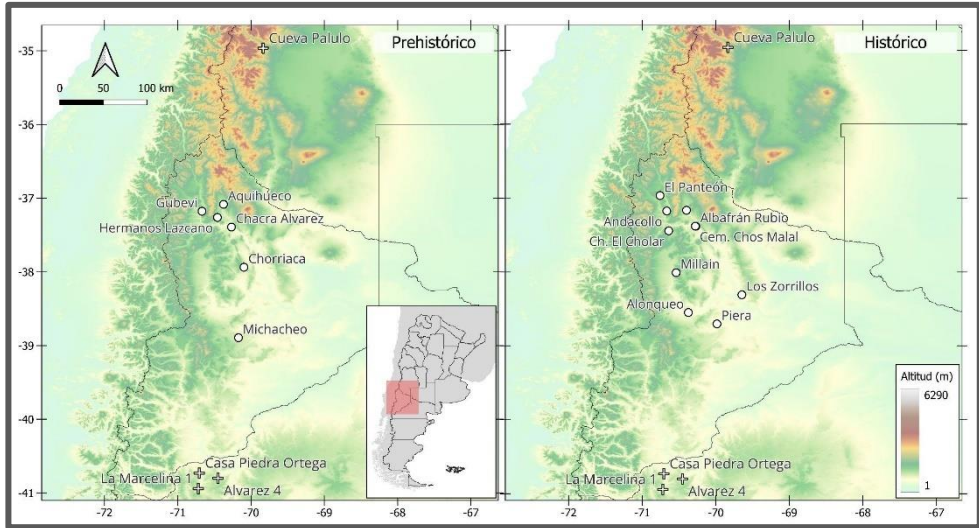 Prehistórico
Cueva Palulo
0 50 100 km
Gubevi
Aquihueco
Hermanos Lazcano
Chacra Alvarez
Chorriaca
Michacheo
Casa Piedra Ortega
La Marcelina 1
Alvarez 4
-35
-36
-37
-38
-39
-40
-41
-72
-71
-70
-69
-68
-67
-66
Histórico
Cueva Palulo
El Panteón
Andacollo
Albafrán Rubio
Ch. El Cholar
Cem. Chos Malal
Millaín
Los Zorrillos
Alonqueo
Piera
Casa Piedra Ortega
La Marcelina 1
Alvarez 4
Altitud (m)
6290
1
-72
-71
-70
-69
-68
-67
-66